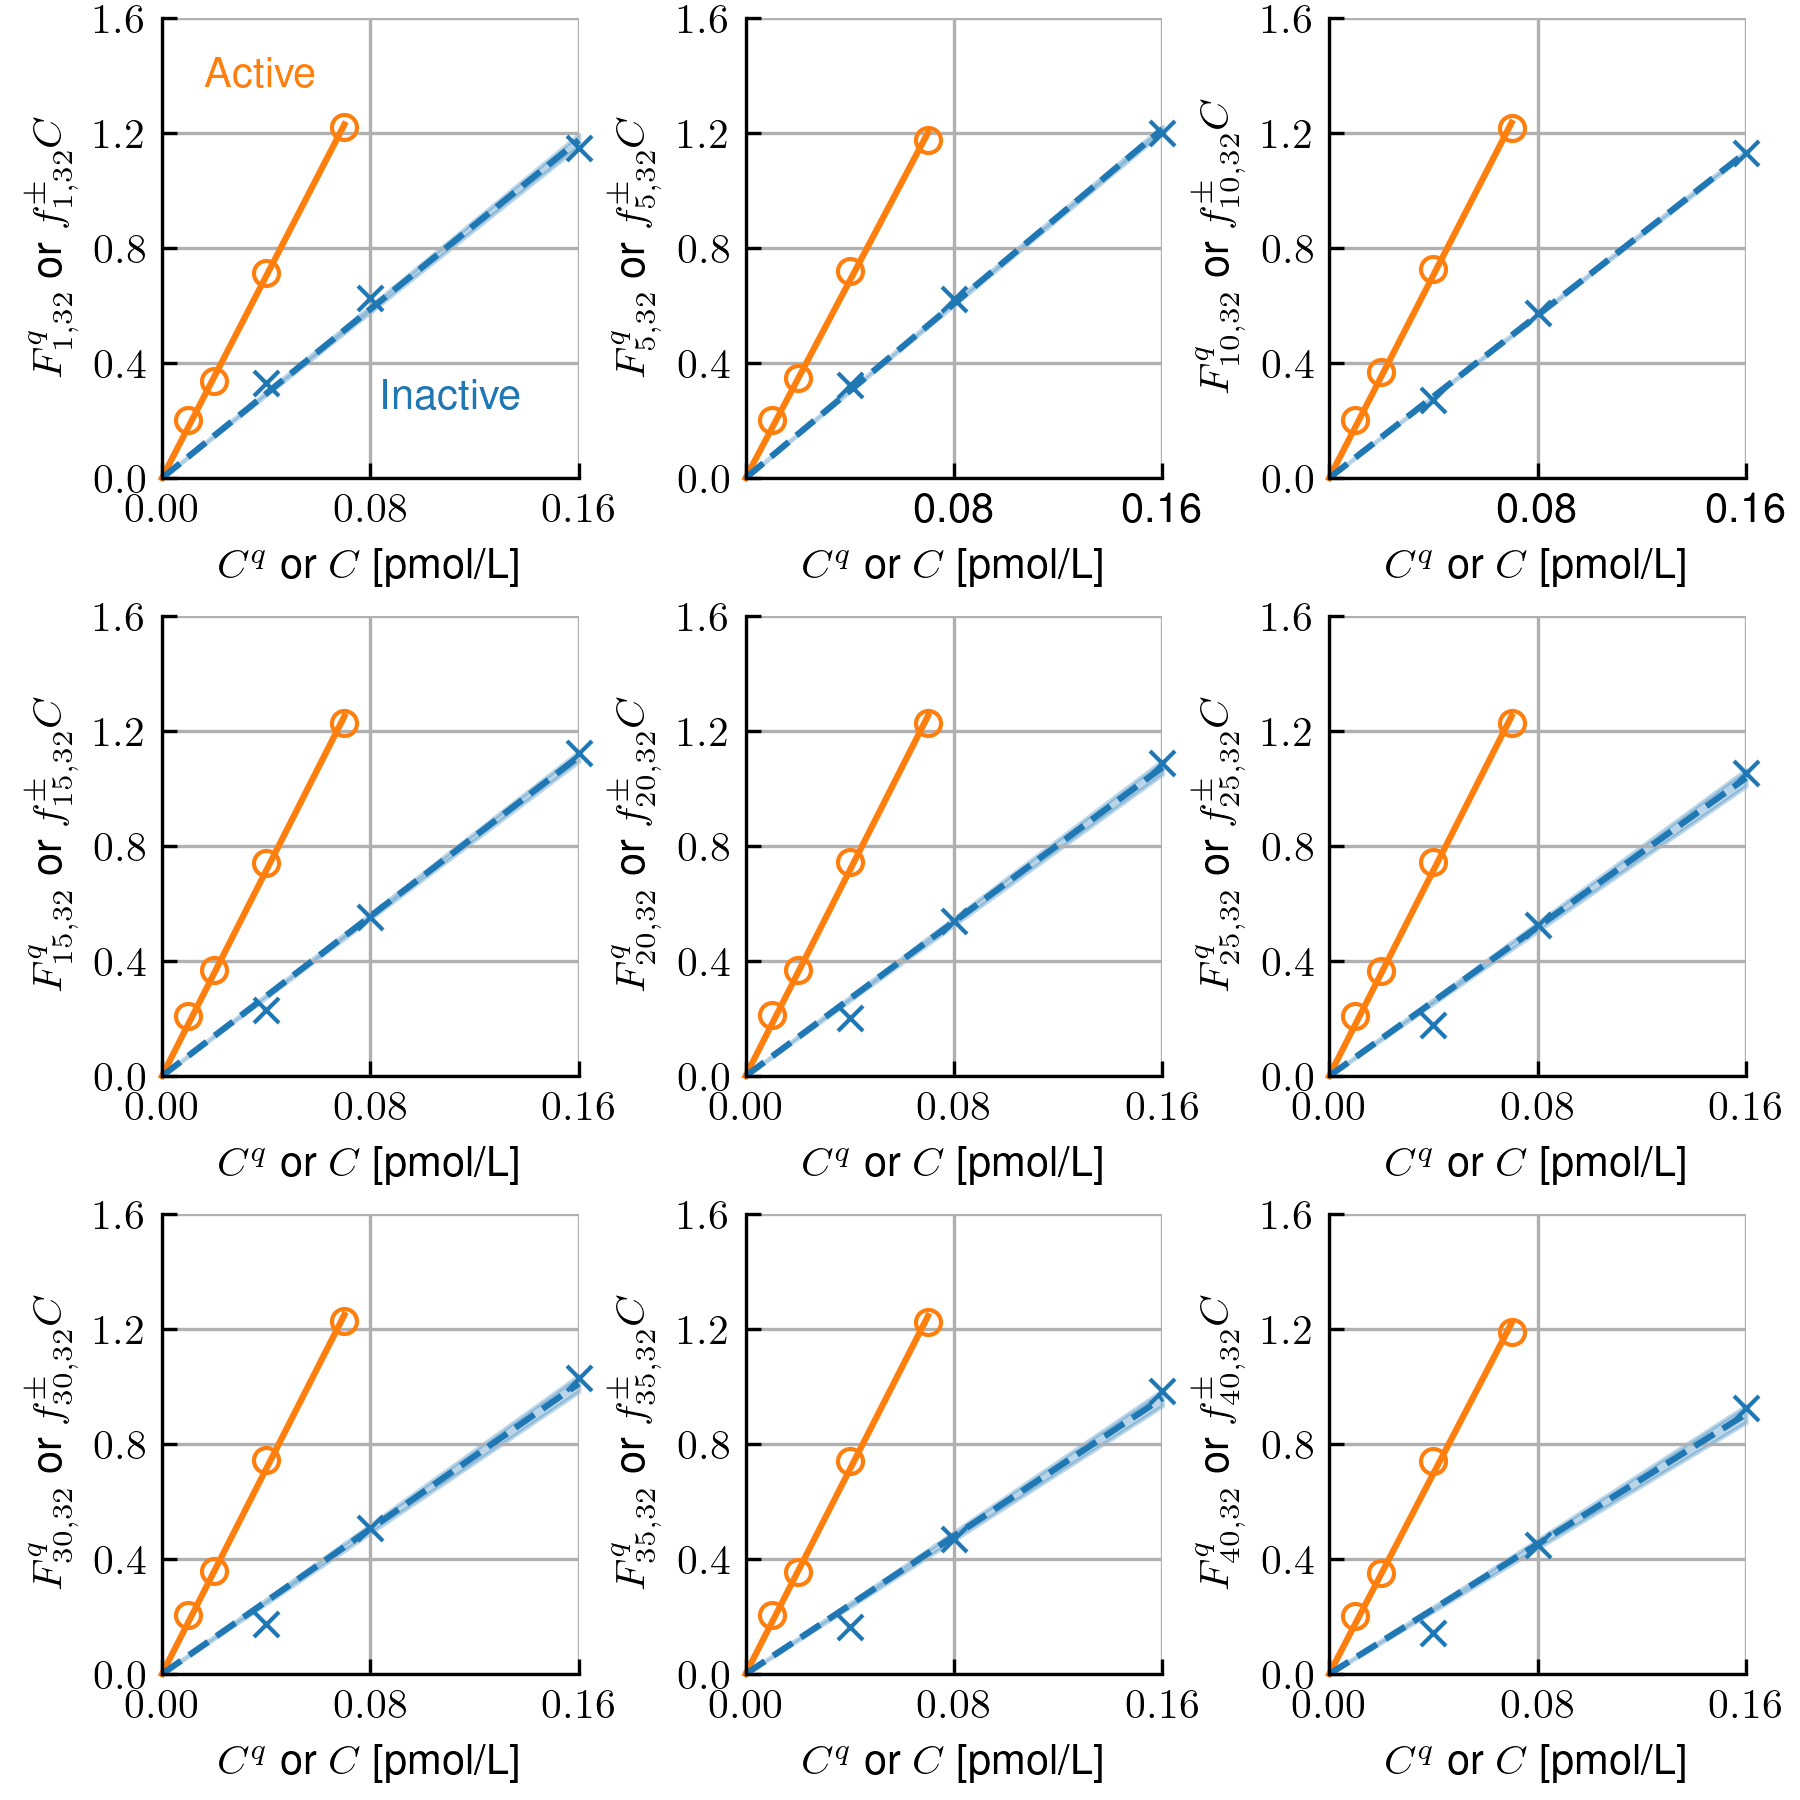 1.6 1.6 1.6
Active
1.2 1.2 1.2
0.8 0.8 0.8
0.4 0.4 0.4
Inactive
0.0 0.0 0.0
F^q_{1,32} or f^±_{1,32}C
F^q_{5,32} or f^±_{5,32}C
F^q_{10,32} or f^±_{10,32}C
0.00 0.08 0.16 0.08 0.16 0.08 0.16
C^q or C [pmol/L] C^q or C [pmol/L] C^q or C [pmol/L]
1.6 1.6 1.6
1.2 1.2 1.2
0.8 0.8 0.8
0.4 0.4 0.4
0.0 0.0 0.0
F^q_{15,32} or f^±_{15,32}C
F^q_{20,32} or f^±_{20,32}C
F^q_{25,32} or f^±_{25,32}C
0.00 0.08 0.16 0.00 0.08 0.16 0.00 0.08 0.16
C^q or C [pmol/L] C^q or C [pmol/L] C^q or C [pmol/L]
1.6 1.6 1.6
1.2 1.2 1.2
0.8 0.8 0.8
0.4 0.4 0.4
0.0 0.0 0.0
F^q_{30,32} or f^±_{30,32}C
F^q_{35,32} or f^±_{35,32}C
F^q_{40,32} or f^±_{40,32}C
0.00 0.08 0.16 0.00 0.08 0.16 0.00 0.08 0.16
C^q or C [pmol/L] C^q or C [pmol/L] C^q or C [pmol/L]